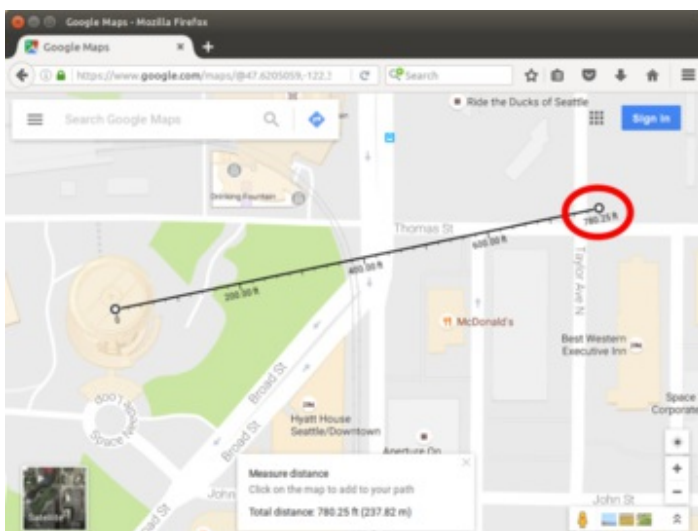 Google Maps - Mozilla Firefox
Google Maps
https://www.google.com/maps/@47.6205059,-122.3
Search
Search Google Maps
Ride the Ducks of Seattle
Sign in
Drinking Fountain
Thomas St
780.25 ft
600.00 ft
400.00 ft
200.00 ft
0
Taylor Ave N
McDonald's
Best Western
Executive Inn
Broad St
Space Needle Loop
Hyatt House
Seattle/Downtown
Space
Corporate
Broad St
Aperture On
John
Measure distance
Click on the map to add to your path
Total distance: 780.25 ft (237.82 m)
John St
Satellite